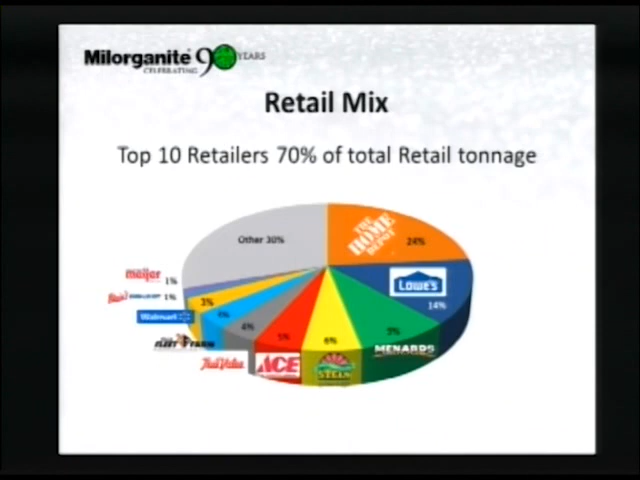 Milorganite
CELEBRATING 90 YEARS
Retail Mix
Top 10 Retailers 70% of total Retail tonnage
Other 30%
THE HOME DEPOT
24%
LOWE'S
14%
9%
MENARDS
6%
STEIN
5%
ACE
4%
True Value
FLEET FARM
Walmart
3%
1%
meijer
1%